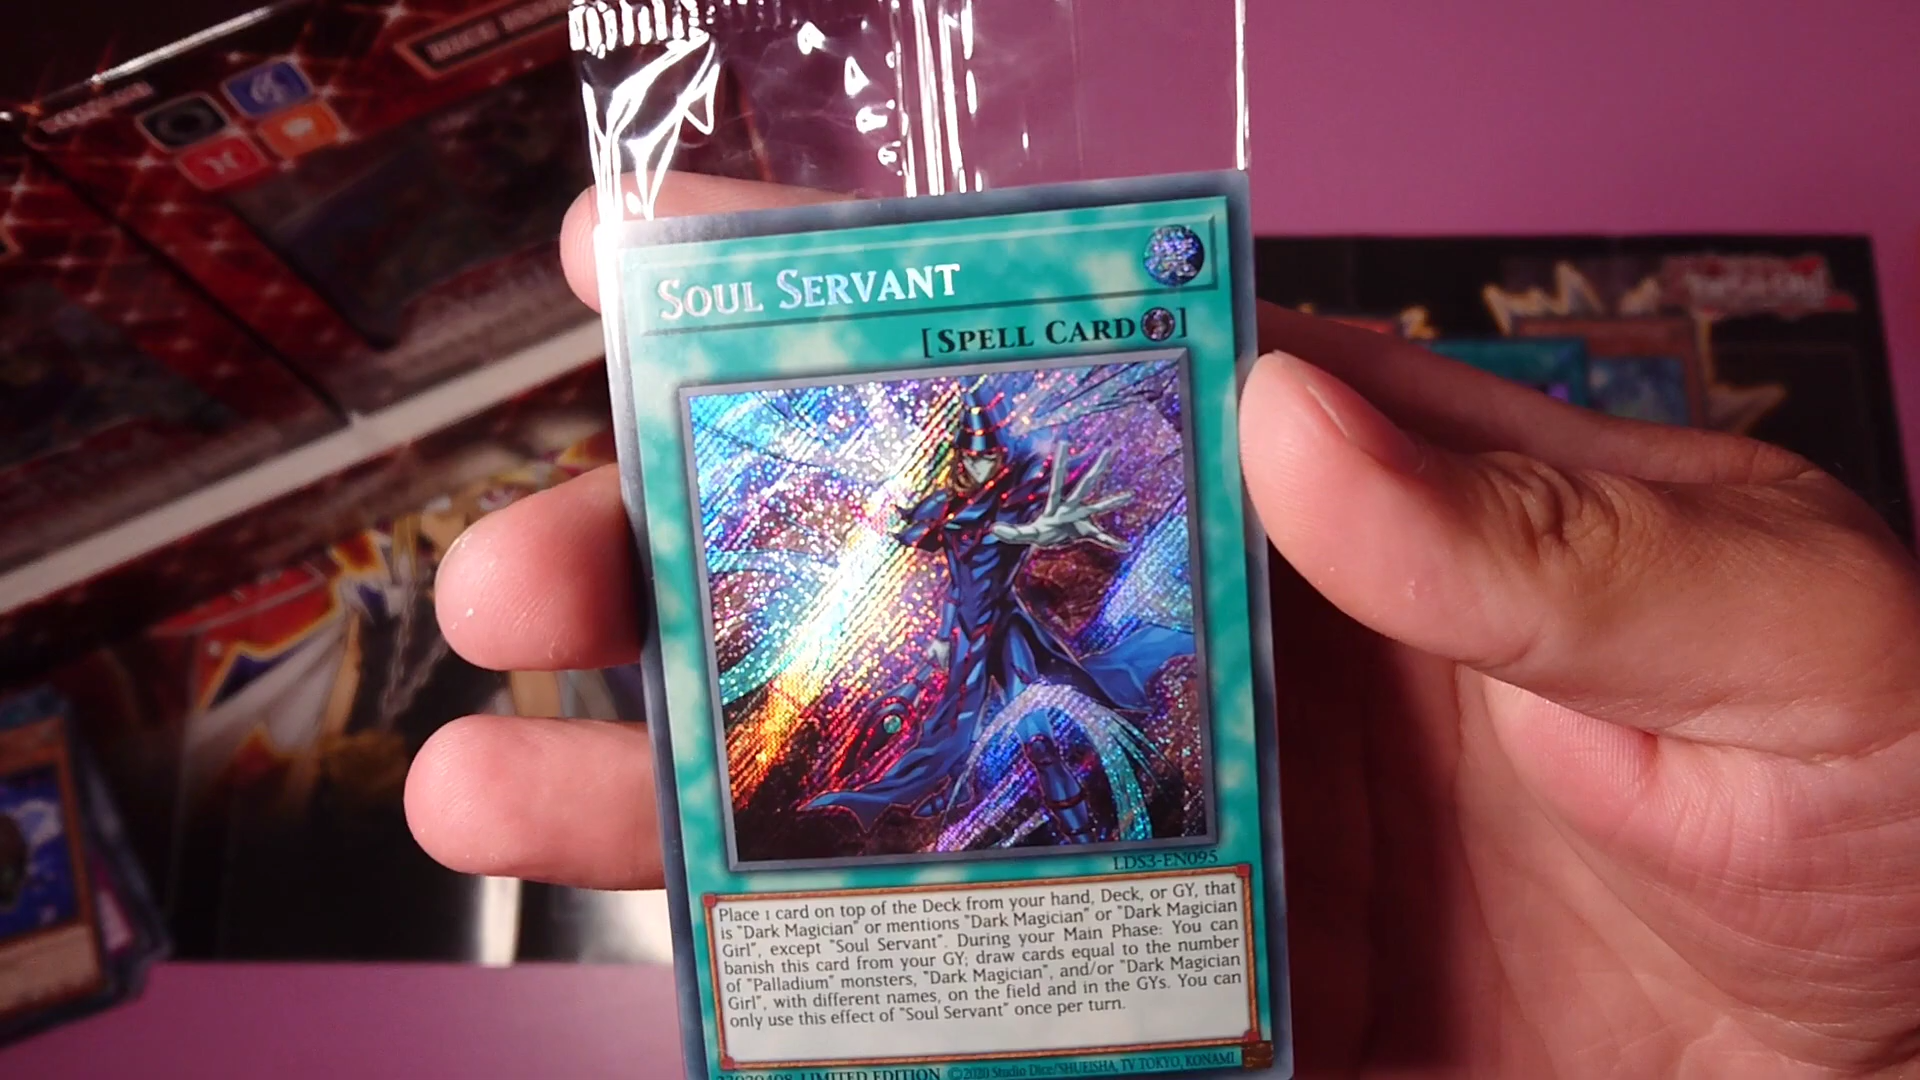 SOUL SERVANT
[SPELL CARD ]
LDS3-EN095
Place 1 card on top of the Deck from your hand, Deck, or GY, that
is "Dark Magician" or mentions "Dark Magician" or "Dark Magician
Girl", except "Soul Servant". During your Main Phase: You can
banish this card from your GY; draw cards equal to the number
of "Palladium" monsters, "Dark Magician", and/or "Dark Magician
Girl", with different names, on the field and in the GYs. You can
only use this effect of "Soul Servant" once per turn.
LIMITED EDITION ©2020 Studio Dice/SHUEISHA, TV TOKYO, KONAMI